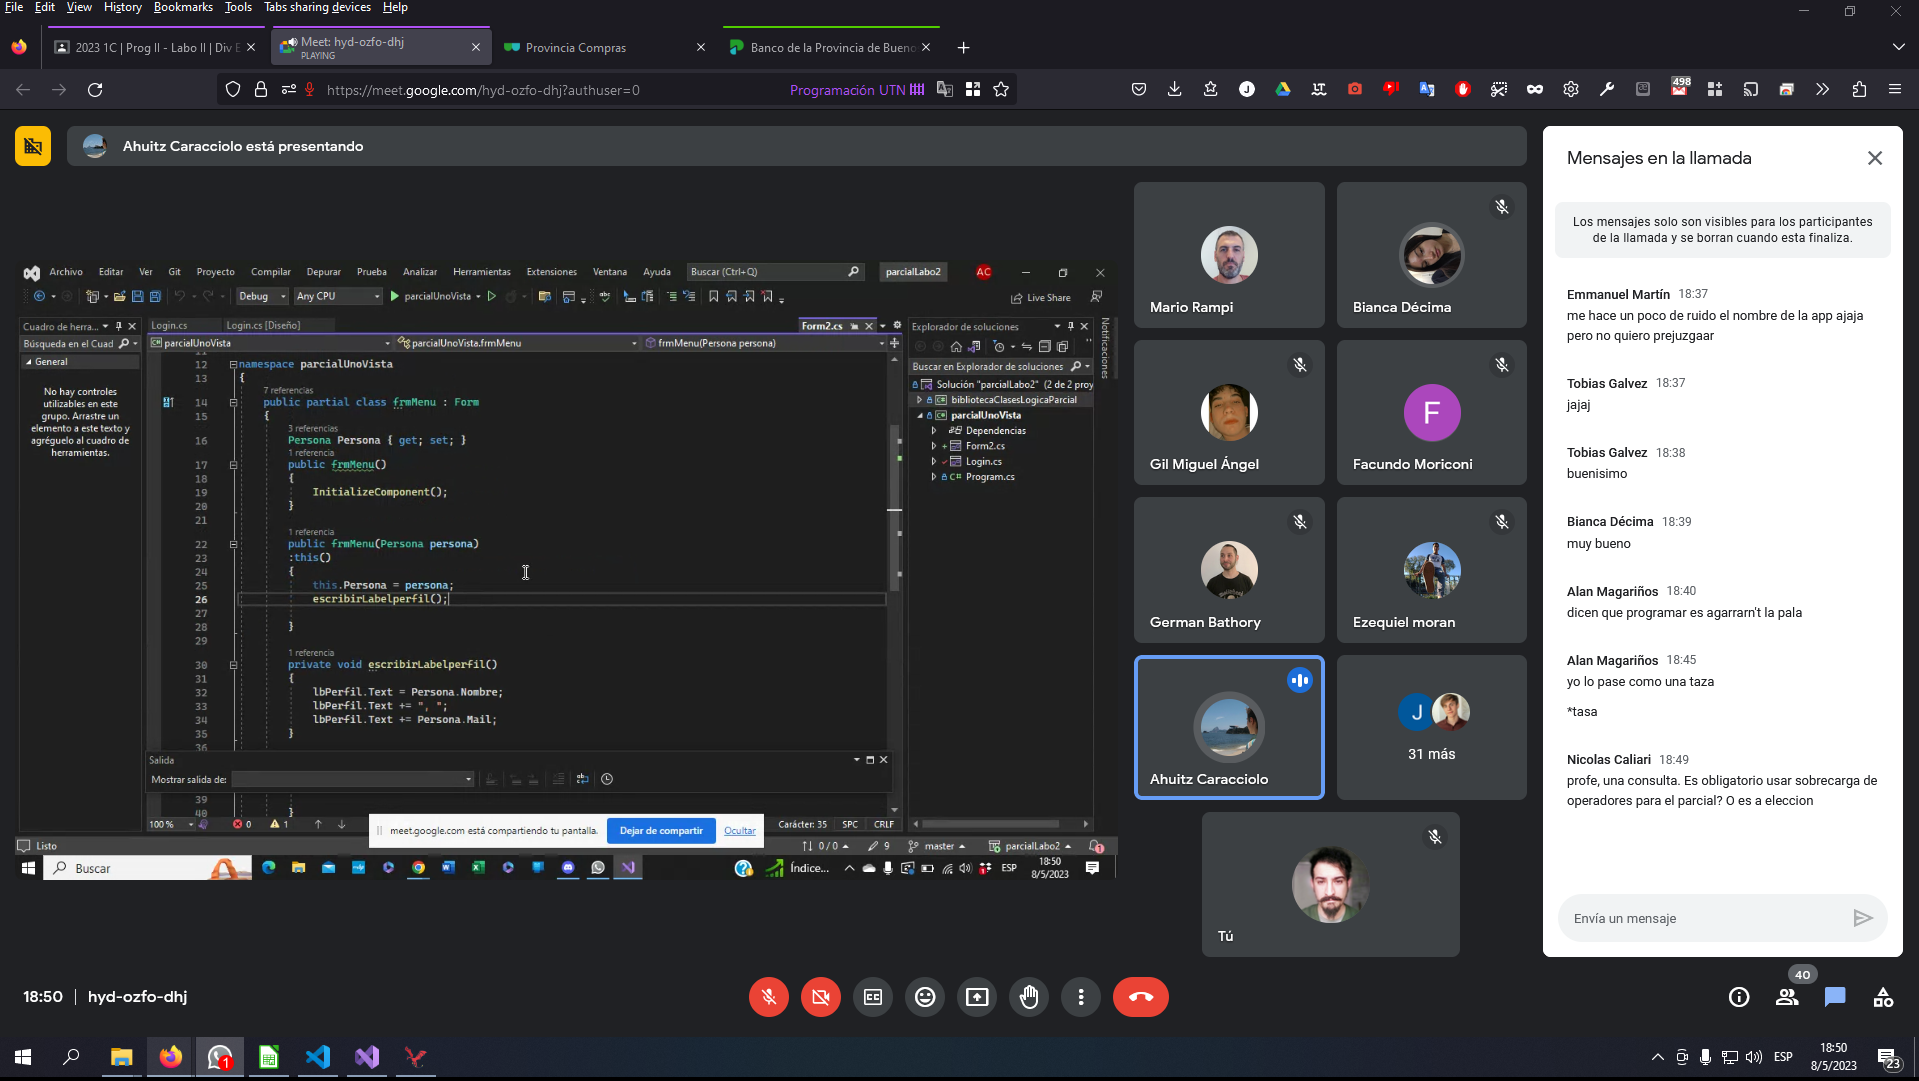 File Edit View History Bookmarks Tools Tabs sharing devices Help
2023 1C | Prog II - Labo II | Div E
Meet: hyd-ozfo-dhj
PLAYING
Provincia Compras
Banco de la Provincia de Bueno
https://meet.google.com/hyd-ozfo-dhj?authuser=0
Programación UTN
498
Ahuitz Caracciolo está presentando
Archivo Editar Ver Git Proyecto Compilar Depurar Prueba Analizar Herramientas Extensiones Ventana Ayuda
Buscar (Ctrl+Q)
parcialLabo2
AC
Debug Any CPU parcialUnoVista
Live Share
Cuadro de herra...
Búsqueda en el Cuad
General
No hay controles
utilizables en este
grupo. Arrastre un
elemento a este texto y
agréguelo al cuadro de
herramientas.
Login.cs Login.cs [Diseño] Form2.cs
parcialUnoVista parcialUnoVista.frmMenu frmMenu(Persona persona)
12 namespace parcialUnoVista
13 {
7 referencias
14 public partial class frmMenu : Form
15 {
3 referencias
16 Persona Persona { get; set; }
1 referencia
17 public frmMenu()
18 {
19 InitializeComponent();
20 }
21
1 referencia
22 public frmMenu(Persona persona)
23 :this()
24 {
25 this.Persona = persona;
26 escribirLabelperfil();
27
28 }
29
1 referencia
30 private void escribirLabelperfil()
31 {
32 lbPerfil.Text = Persona.Nombre;
33 lbPerfil.Text += ", ";
34 lbPerfil.Text += Persona.Mail;
35 }
36
Salida
Mostrar salida de:
39
40 }
100 % 0 1
Carácter: 35 SPC CRLF
Explorador de soluciones
Buscar en Explorador de soluciones
Solución "parcialLabo2" (2 de 2 proy
bibliotecaClasesLogicaParcial
parcialUnoVista
Dependencias
Form2.cs
Login.cs
C# Program.cs
Notificaciones
meet.google.com está compartiendo tu pantalla.
Dejar de compartir
Ocultar
Listo
0 / 0 9 master parcialLabo2 1
Buscar
Índice...
ESP
18:50
8/5/2023
Mario Rampi
Bianca Décima
Gil Miguel Ángel
F
Facundo Moriconi
German Bathory
Ezequiel moran
Ahuitz Caracciolo
J
31 más
Tú
Mensajes en la llamada
Los mensajes solo son visibles para los participantes
de la llamada y se borran cuando esta finaliza.
Emmanuel Martín 18:37
me hace un poco de ruido el nombre de la app ajaja
pero no quiero prejuzgaar
Tobias Galvez 18:37
jajaj
Tobias Galvez 18:38
buenisimo
Bianca Décima 18:39
muy bueno
Alan Magariños 18:40
dicen que programar es agarrarn't la pala
Alan Magariños 18:45
yo lo pase como una taza
*tasa
Nicolas Caliari 18:49
profe, una consulta. Es obligatorio usar sobrecarga de
operadores para el parcial? O es a eleccion
Envía un mensaje
18:50 | hyd-ozfo-dhj
40
1
ESP
18:50
8/5/2023
23